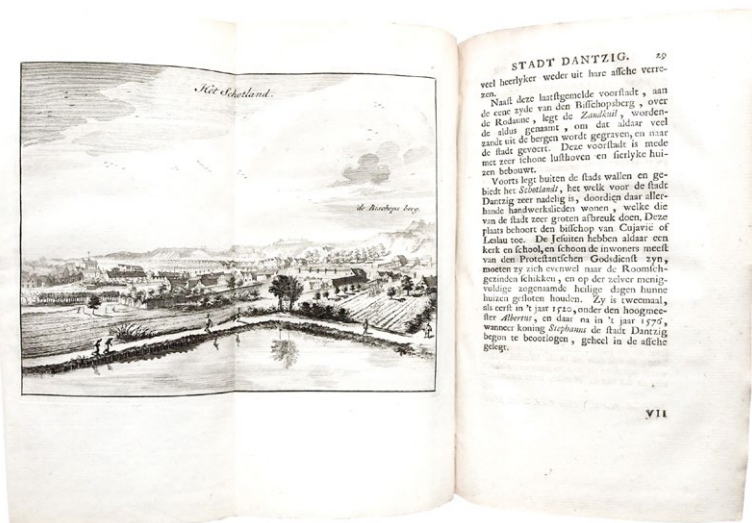 Het Schotland.
de Bisschops berg.
STADT DANTZIG. 29
veel heerlyker weder uit hare assche verre-
zen.
Naast deze laatstgemelde voorstadt, aan
de eene zyde van den Bisschopsberg, over
de Rodaune, legt de Zandkuil, worden-
de aldus genaamt, om dat aldaar veel
zandt uit de bergen wordt gegraven, en naar
de stadt gevoert. Deze voorstadt is mede
met zeer schone lusthoven en sierlyke hui-
zen bebouwt.
Voorts legt buiten de stads wallen en ge-
biedt het Schotlandt, het welk voor de stadt
Dantzig zeer nadelig is, doordien daar aller-
hande handwerkslieden wonen, welke die
van de stadt zeer groten afbreuk doen. Deze
plaats behoort den bisschop van Cujavie of
Leslau toe. De Jesuiten hebben aldaar een
kerk en school, en schoon de inwoners meest
van den Protestantschen Godsdienst zyn,
moeten zy zich evenwel naar de Roomsch-
gezinden schikken, en op der zelver menig-
vuldige zogenaamde heilige dagen hunne
huizen gesloten houden. Zy is tweemaal,
als eerst in 't jaar 1520, onder den hoogmee-
ster Albertus, en daar na in 't jaar 1576,
wanneer koning Stephanus de stadt Dantzig
begon te beoorlogen, geheel in de assche
gelegt.
VII